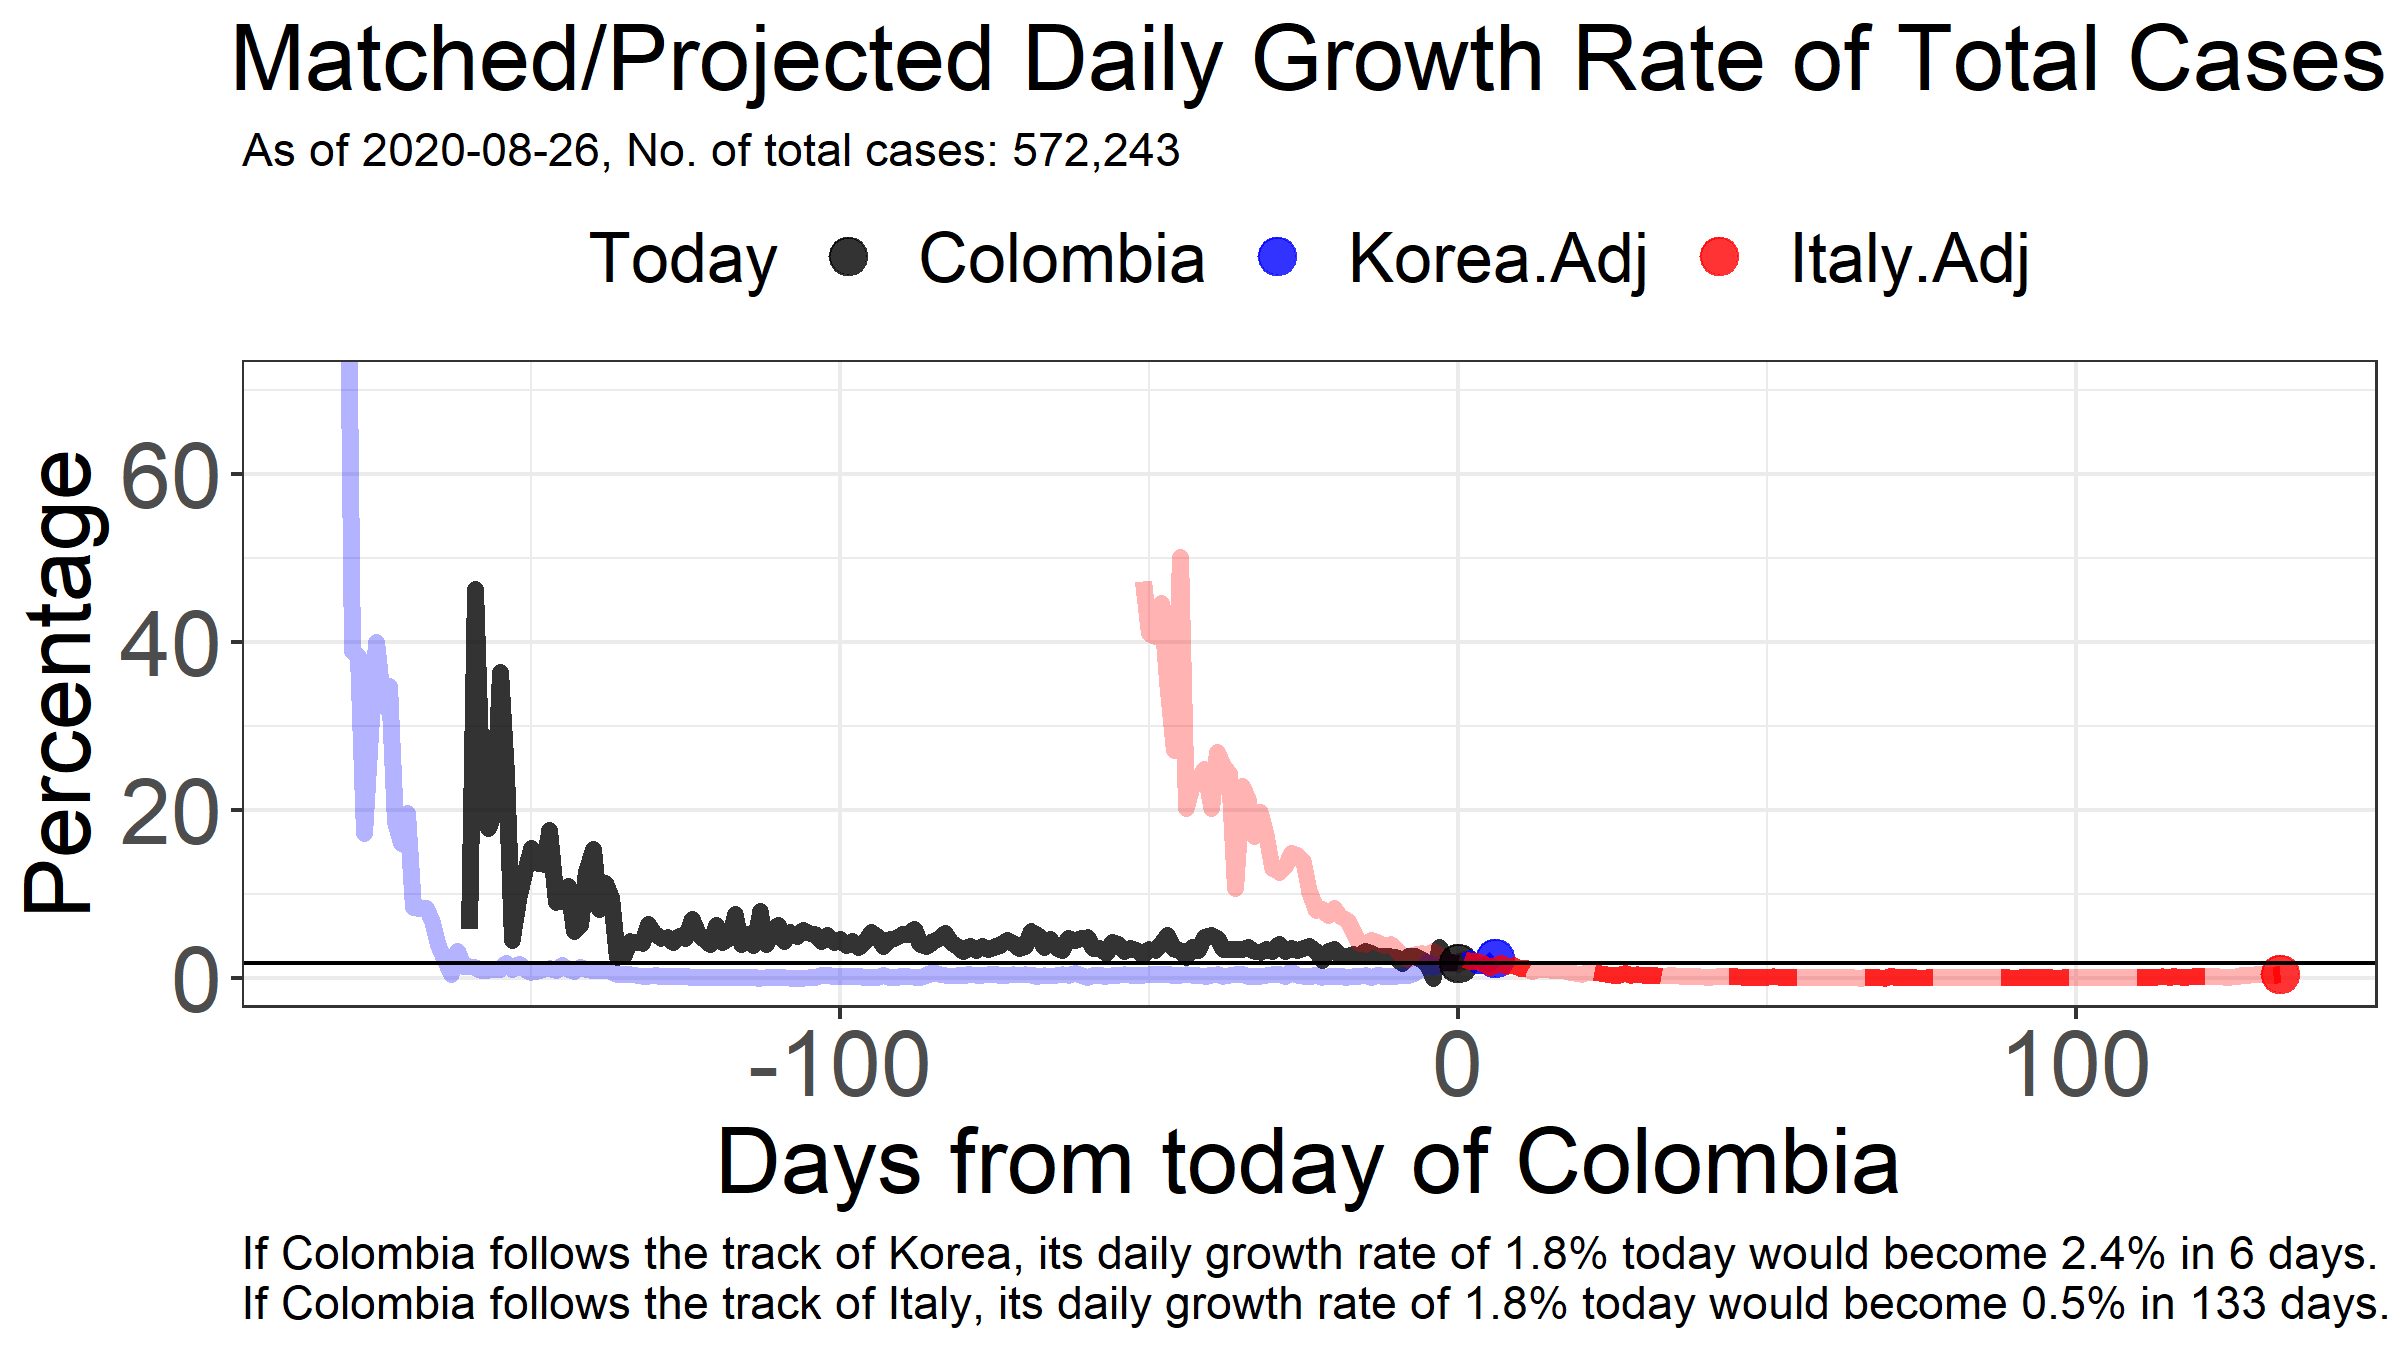 Matched/Projected Daily Growth Rate of Total Cases
As of 2020-08-26, No. of total cases: 572,243
Today Colombia Korea.Adj Italy.Adj
Percentage
60
40
20
0
-100 0 100
Days from today of Colombia
If Colombia follows the track of Korea, its daily growth rate of 1.8% today would become 2.4% in 6 days.
If Colombia follows the track of Italy, its daily growth rate of 1.8% today would become 0.5% in 133 days.